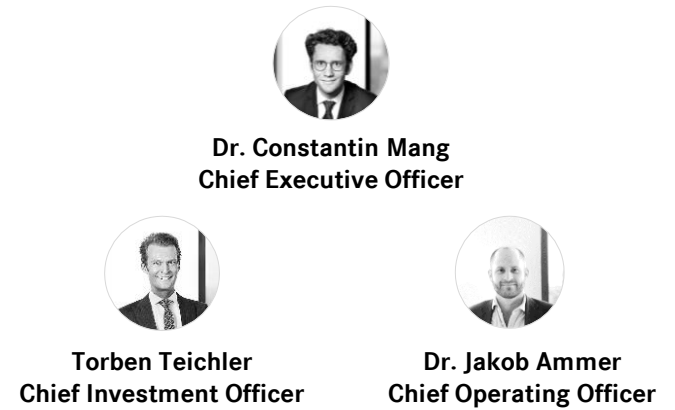 Dr. Constantin Mang
Chief Executive Officer
Torben Teichler
Chief Investment Officer
Dr. Jakob Ammer
Chief Operating Officer